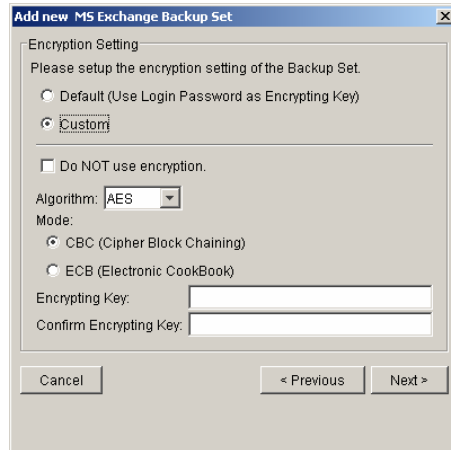 Add new MS Exchange Backup Set
Encryption Setting
Please setup the encryption setting of the Backup Set.
Default (Use Login Password as Encrypting Key)
Custom
Do NOT use encryption.
Algorithm: AES
Mode:
CBC (Cipher Block Chaining)
ECB (Electronic CookBook)
Encrypting Key:
Confirm Encrypting Key:
Cancel < Previous Next >